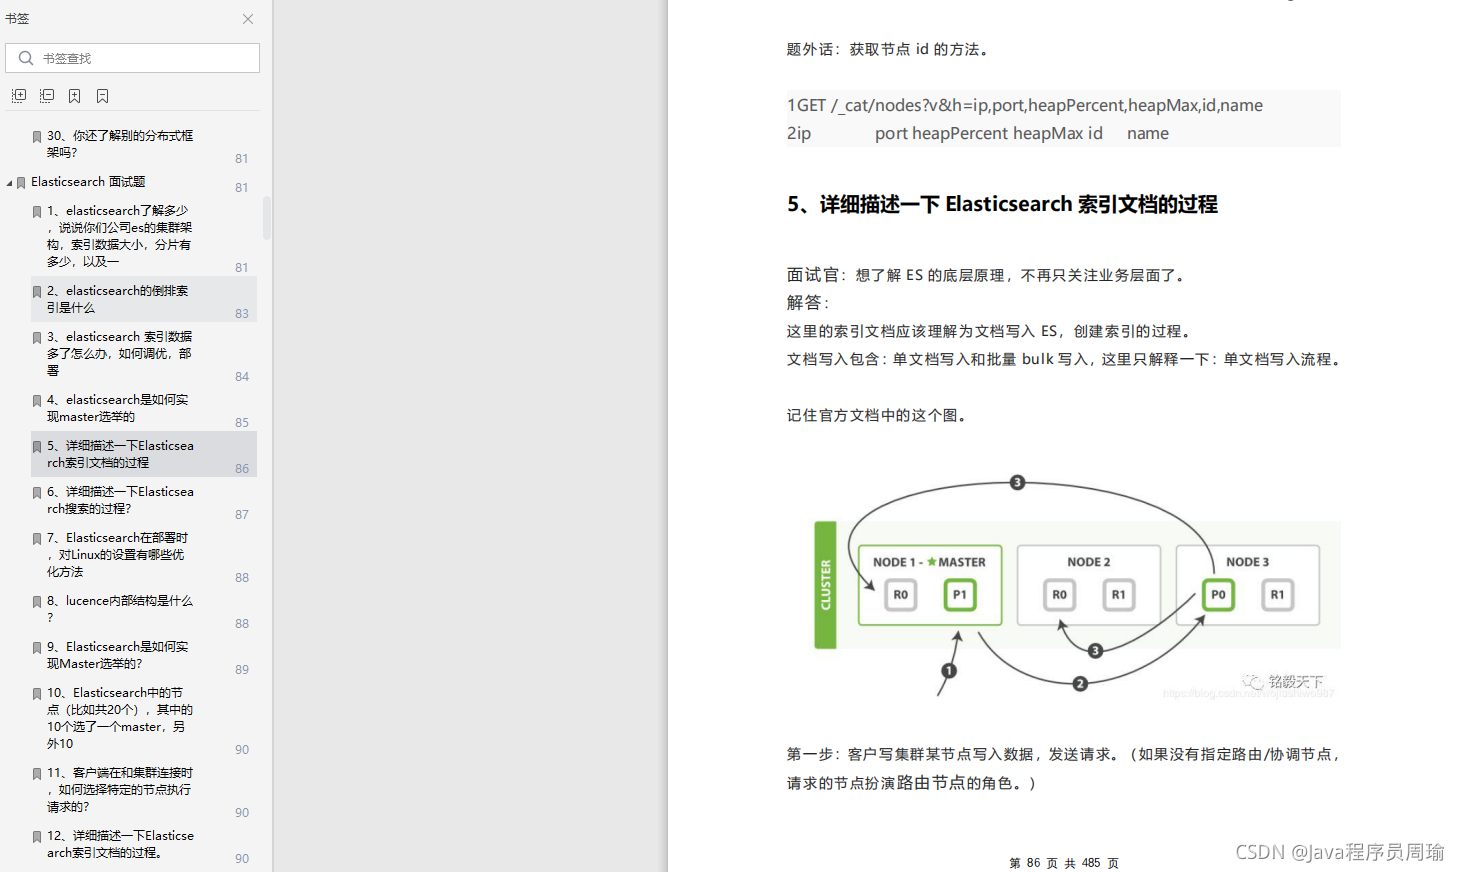 书签
书签查找
30、你还了解别的分布式框
架吗?
81
Elasticsearch 面试题
81
1、elasticsearch了解多少
，说说你们公司es的集群架
构，索引数据大小，分片有
多少，以及一
81
2、elasticsearch的倒排索
引是什么
83
3、elasticsearch 索引数据
多了怎么办，如何调优，部
署
84
4、elasticsearch是如何实
现master选举的
85
5、详细描述一下Elasticsea
rch索引文档的过程
86
6、详细描述一下Elasticsea
rch搜索的过程?
87
7、Elasticsearch在部署时
，对Linux的设置有哪些优
化方法
88
8、lucence内部结构是什么
?
88
9、Elasticsearch是如何实
现Master选举的?
89
10、Elasticsearch中的节
点（比如共20个），其中的
10个选了一个master，另
外10
90
11、客户端在和集群连接时
，如何选择特定的节点执行
请求的?
90
12、详细描述一下Elasticse
arch索引文档的过程。
90
题外话：获取节点 id 的方法。
1GET /_cat/nodes?v&h=ip,port,heapPercent,heapMax,id,name
2ip port heapPercent heapMax id name
5、详细描述一下 Elasticsearch 索引文档的过程
面试官：想了解 ES 的底层原理，不再只关注业务层面了。
解答：
这里的索引文档应该理解为文档写入 ES，创建索引的过程。
文档写入包含：单文档写入和批量 bulk 写入，这里只解释一下：单文档写入流程。
记住官方文档中的这个图。
3
CLUSTER
NODE 1 - ★ MASTER
R0 P1
NODE 2
R0 R1
NODE 3
P0 R1
3
1
2
铭毅天下
第一步：客户写集群某节点写入数据，发送请求。（如果没有指定路由/协调节点，
请求的节点扮演路由节点的角色。）
第 86 页 共 485 页
CSDN @Java程序员周瑜